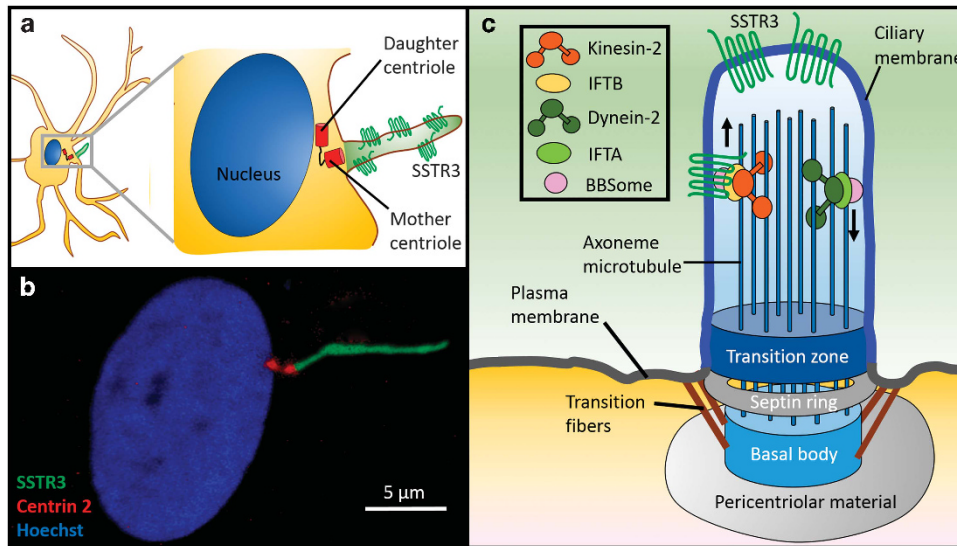 a
Daughter
centriole
Nucleus
SSTR3
Mother
centriole
b
SSTR3
Centrin 2
Hoechst
5 μm
c
SSTR3
Ciliary
membrane
Kinesin-2
IFTB
Dynein-2
IFTA
BBSome
Axoneme
microtubule
Plasma
membrane
Transition zone
Septin ring
Transition
fibers
Basal body
Pericentriolar material